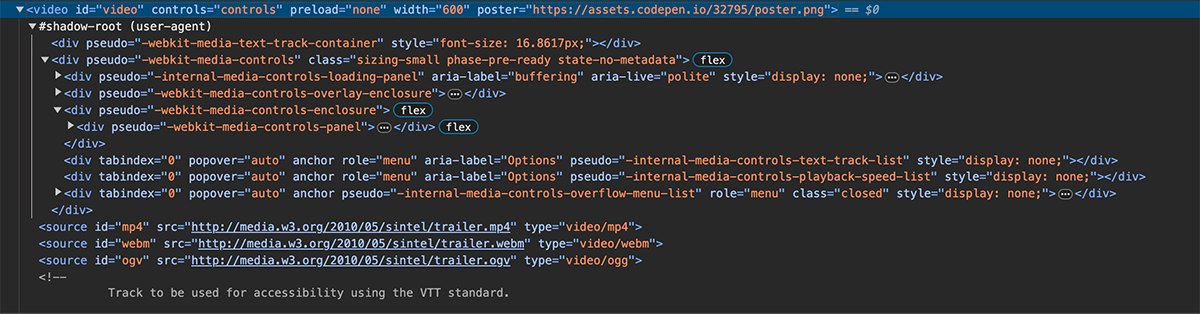 <video id="video" controls="controls" preload="none" width="600" poster="https://assets.codepen.io/32795/poster.png"> == $0
#shadow-root (user-agent)
<div pseudo="-webkit-media-text-track-container" style="font-size: 16.8617px;"></div>
<div pseudo="-webkit-media-controls" class="sizing-small phase-pre-ready state-no-metadata"> flex
<div pseudo="-internal-media-controls-loading-panel" aria-label="buffering" aria-live="polite" style="display: none;">…</div>
<div pseudo="-webkit-media-controls-overlay-enclosure">…</div>
<div pseudo="-webkit-media-controls-enclosure"> flex
<div pseudo="-webkit-media-controls-panel">…</div> flex
</div>
<div tabindex="0" popover="auto" anchor role="menu" aria-label="Options" pseudo="-internal-media-controls-text-track-list" style="display: none;"></div>
<div tabindex="0" popover="auto" anchor role="menu" aria-label="Options" pseudo="-internal-media-controls-playback-speed-list" style="display: none;"></div>
<div tabindex="0" popover="auto" anchor pseudo="-internal-media-controls-overflow-menu-list" role="menu" class="closed" style="display: none;">…</div>
</div>
<source id="mp4" src="http://media.w3.org/2010/05/sintel/trailer.mp4" type="video/mp4">
<source id="webm" src="http://media.w3.org/2010/05/sintel/trailer.webm" type="video/webm">
<source id="ogv" src="http://media.w3.org/2010/05/sintel/trailer.ogv" type="video/ogg">
<!--
Track to be used for accessibility using the VTT standard.